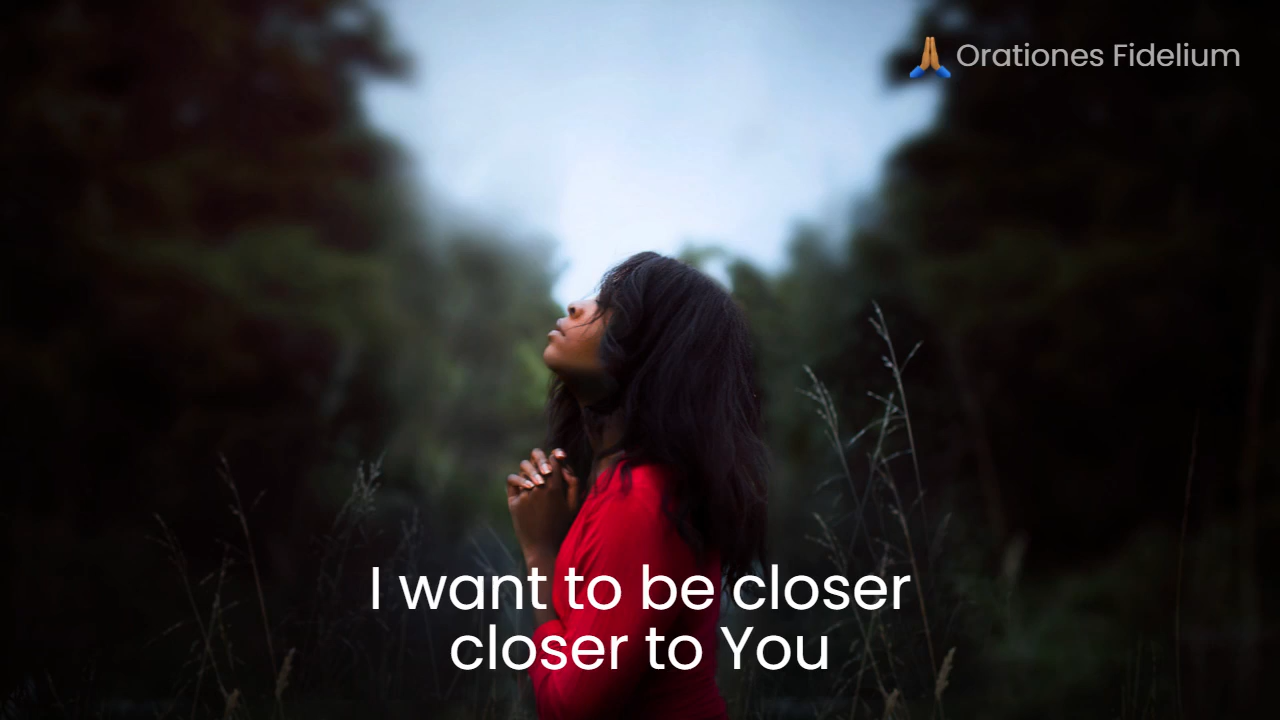 🙏🏽 Orationes Fidelium
I want to be closer
closer to You